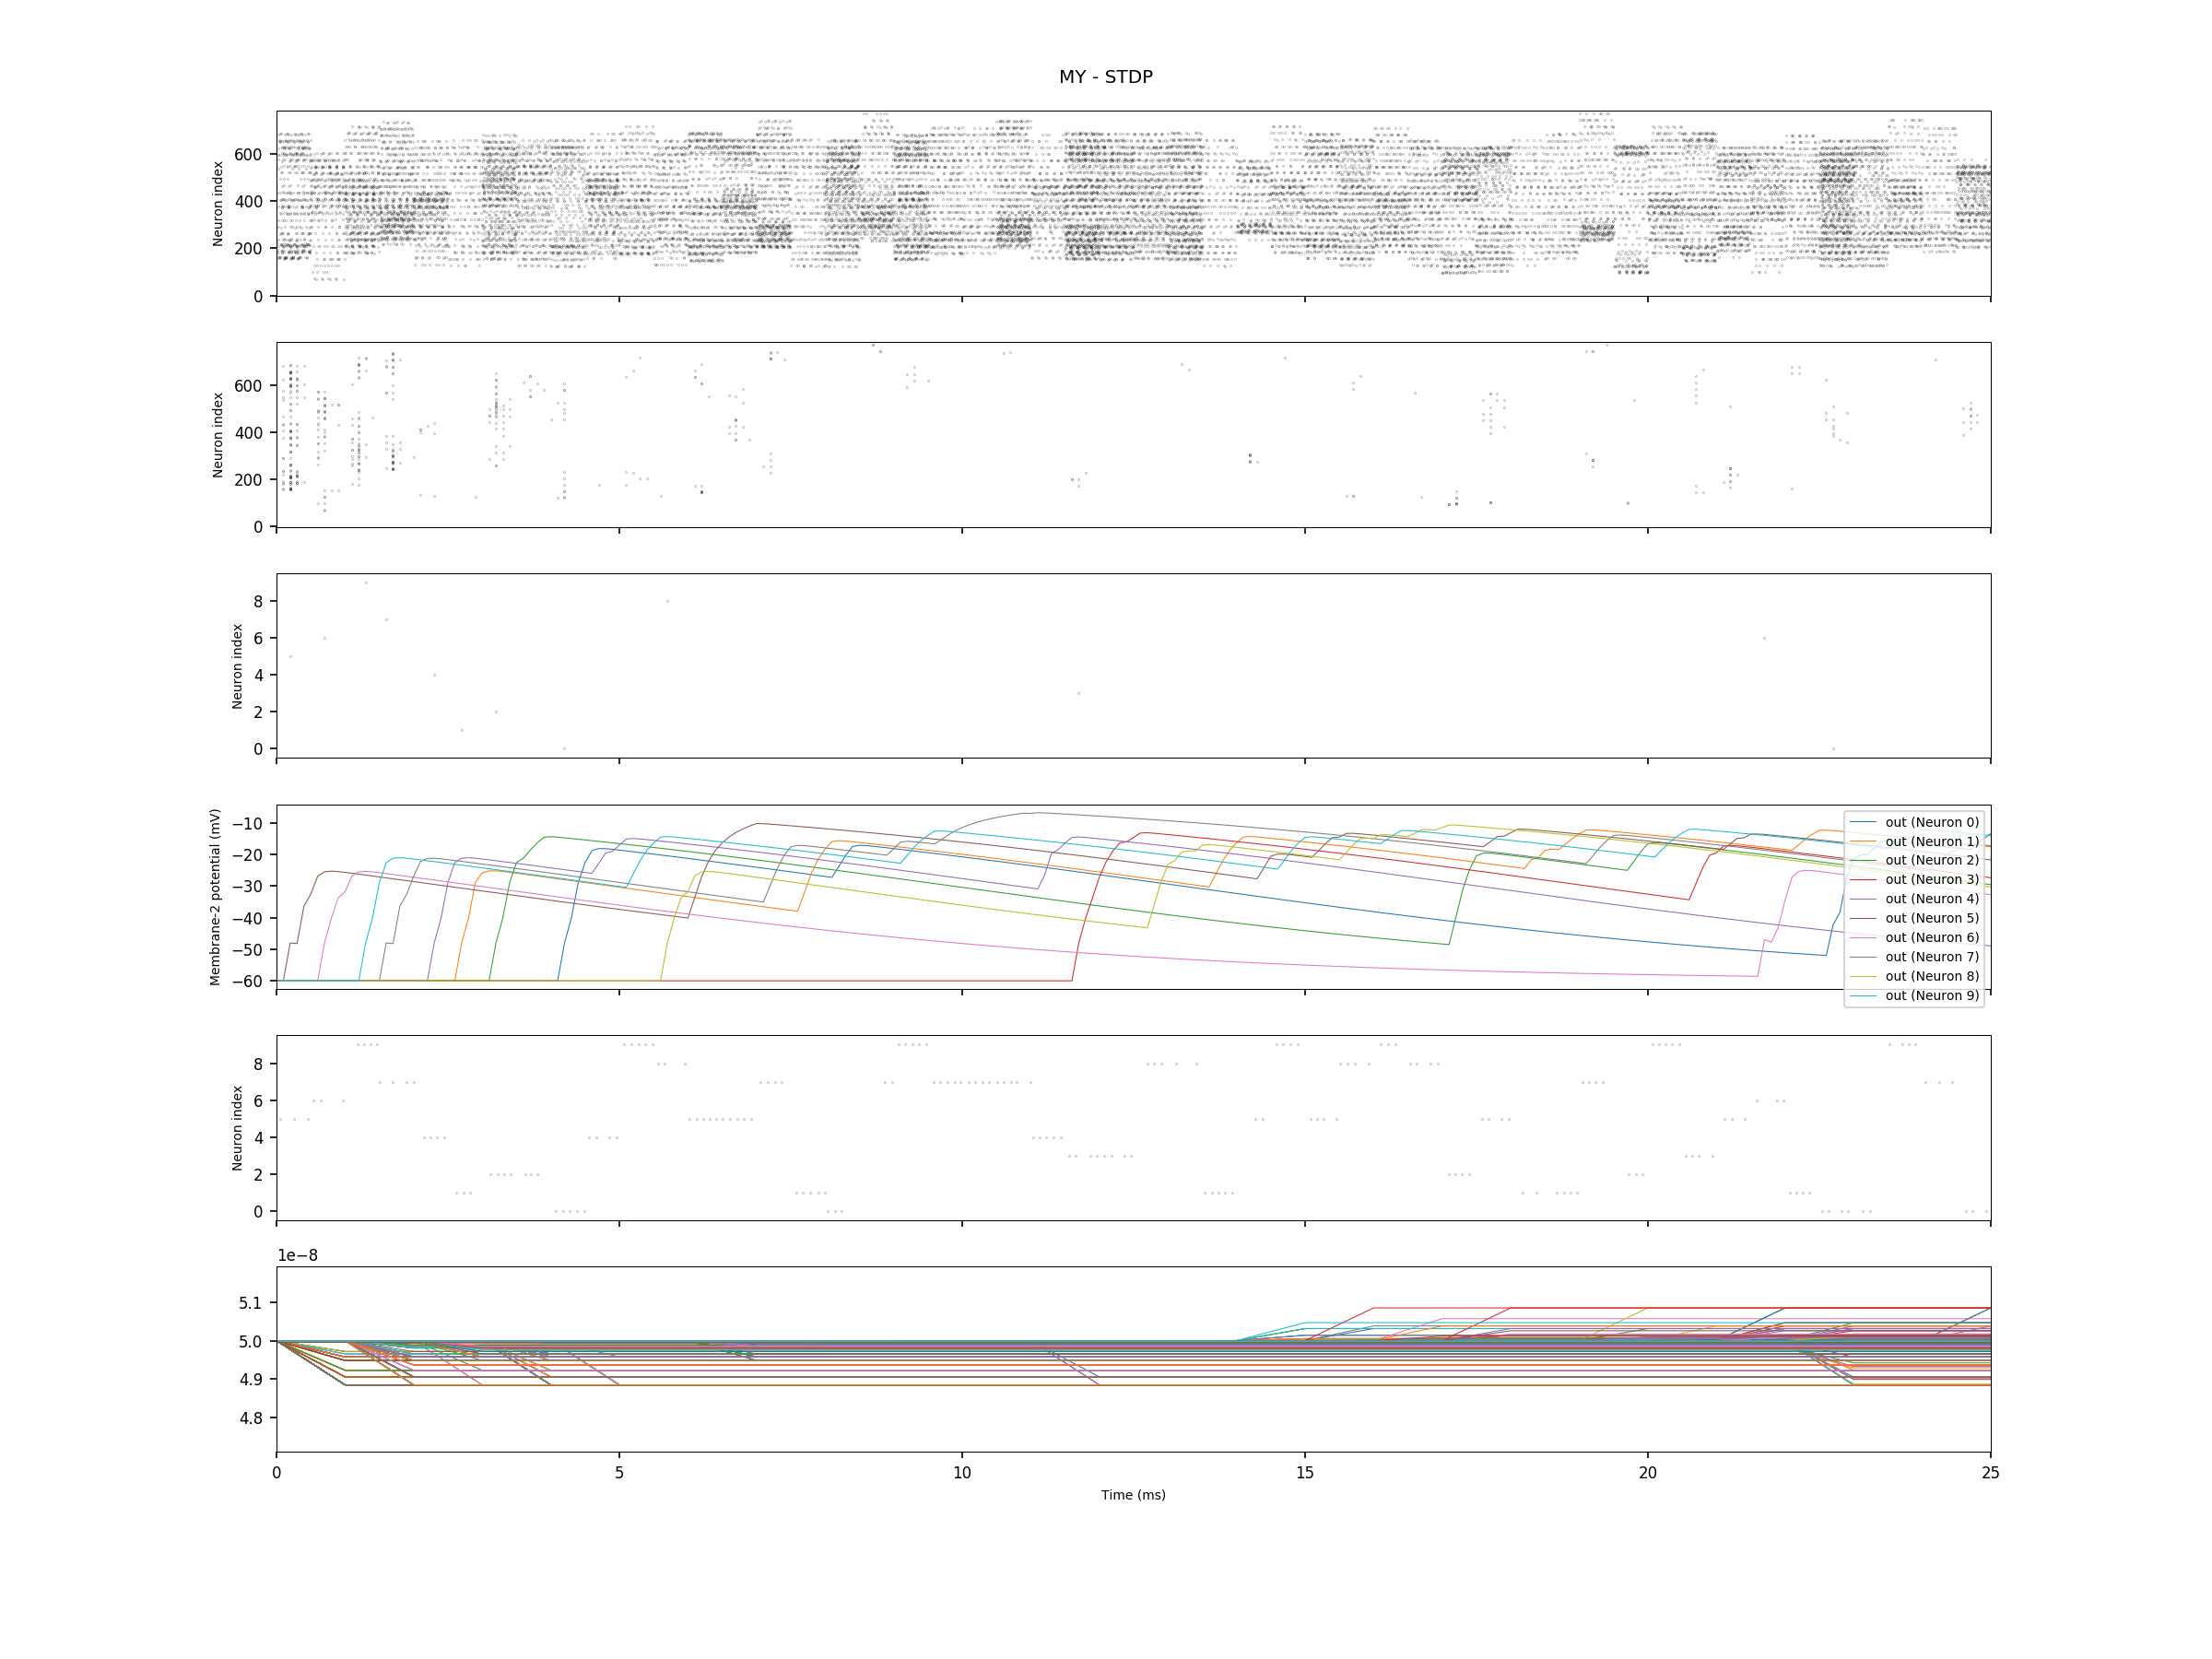 MY - STDP
Neuron index
600
400
200
0
Neuron index
600
400
200
0
Neuron index
8
6
4
2
0
Membrane-2 potential (mV)
−10
−20
−30
−40
−50
−60
out (Neuron 0)
out (Neuron 1)
out (Neuron 2)
out (Neuron 3)
out (Neuron 4)
out (Neuron 5)
out (Neuron 6)
out (Neuron 7)
out (Neuron 8)
out (Neuron 9)
Neuron index
8
6
4
2
0
1e−8
5.1
5.0
4.9
4.8
0 5 10 15 20 25
Time (ms)